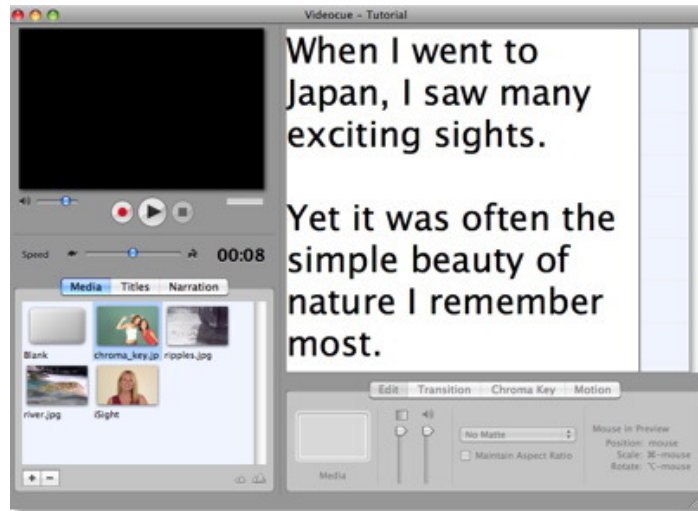 Videocue - Tutorial
When I went to
Japan, I saw many
exciting sights.
Yet it was often the
simple beauty of
nature I remember
most.
Speed
00:08
Media Titles Narration
Blank
chroma_key.jp
ripples.jpg
river.jpg
iSight
Edit Transition Chroma Key Motion
Media
No Matte
Maintain Aspect Ratio
Mouse in Preview
Position: mouse
Scale: ⌘-mouse
Rotate: ⌥-mouse